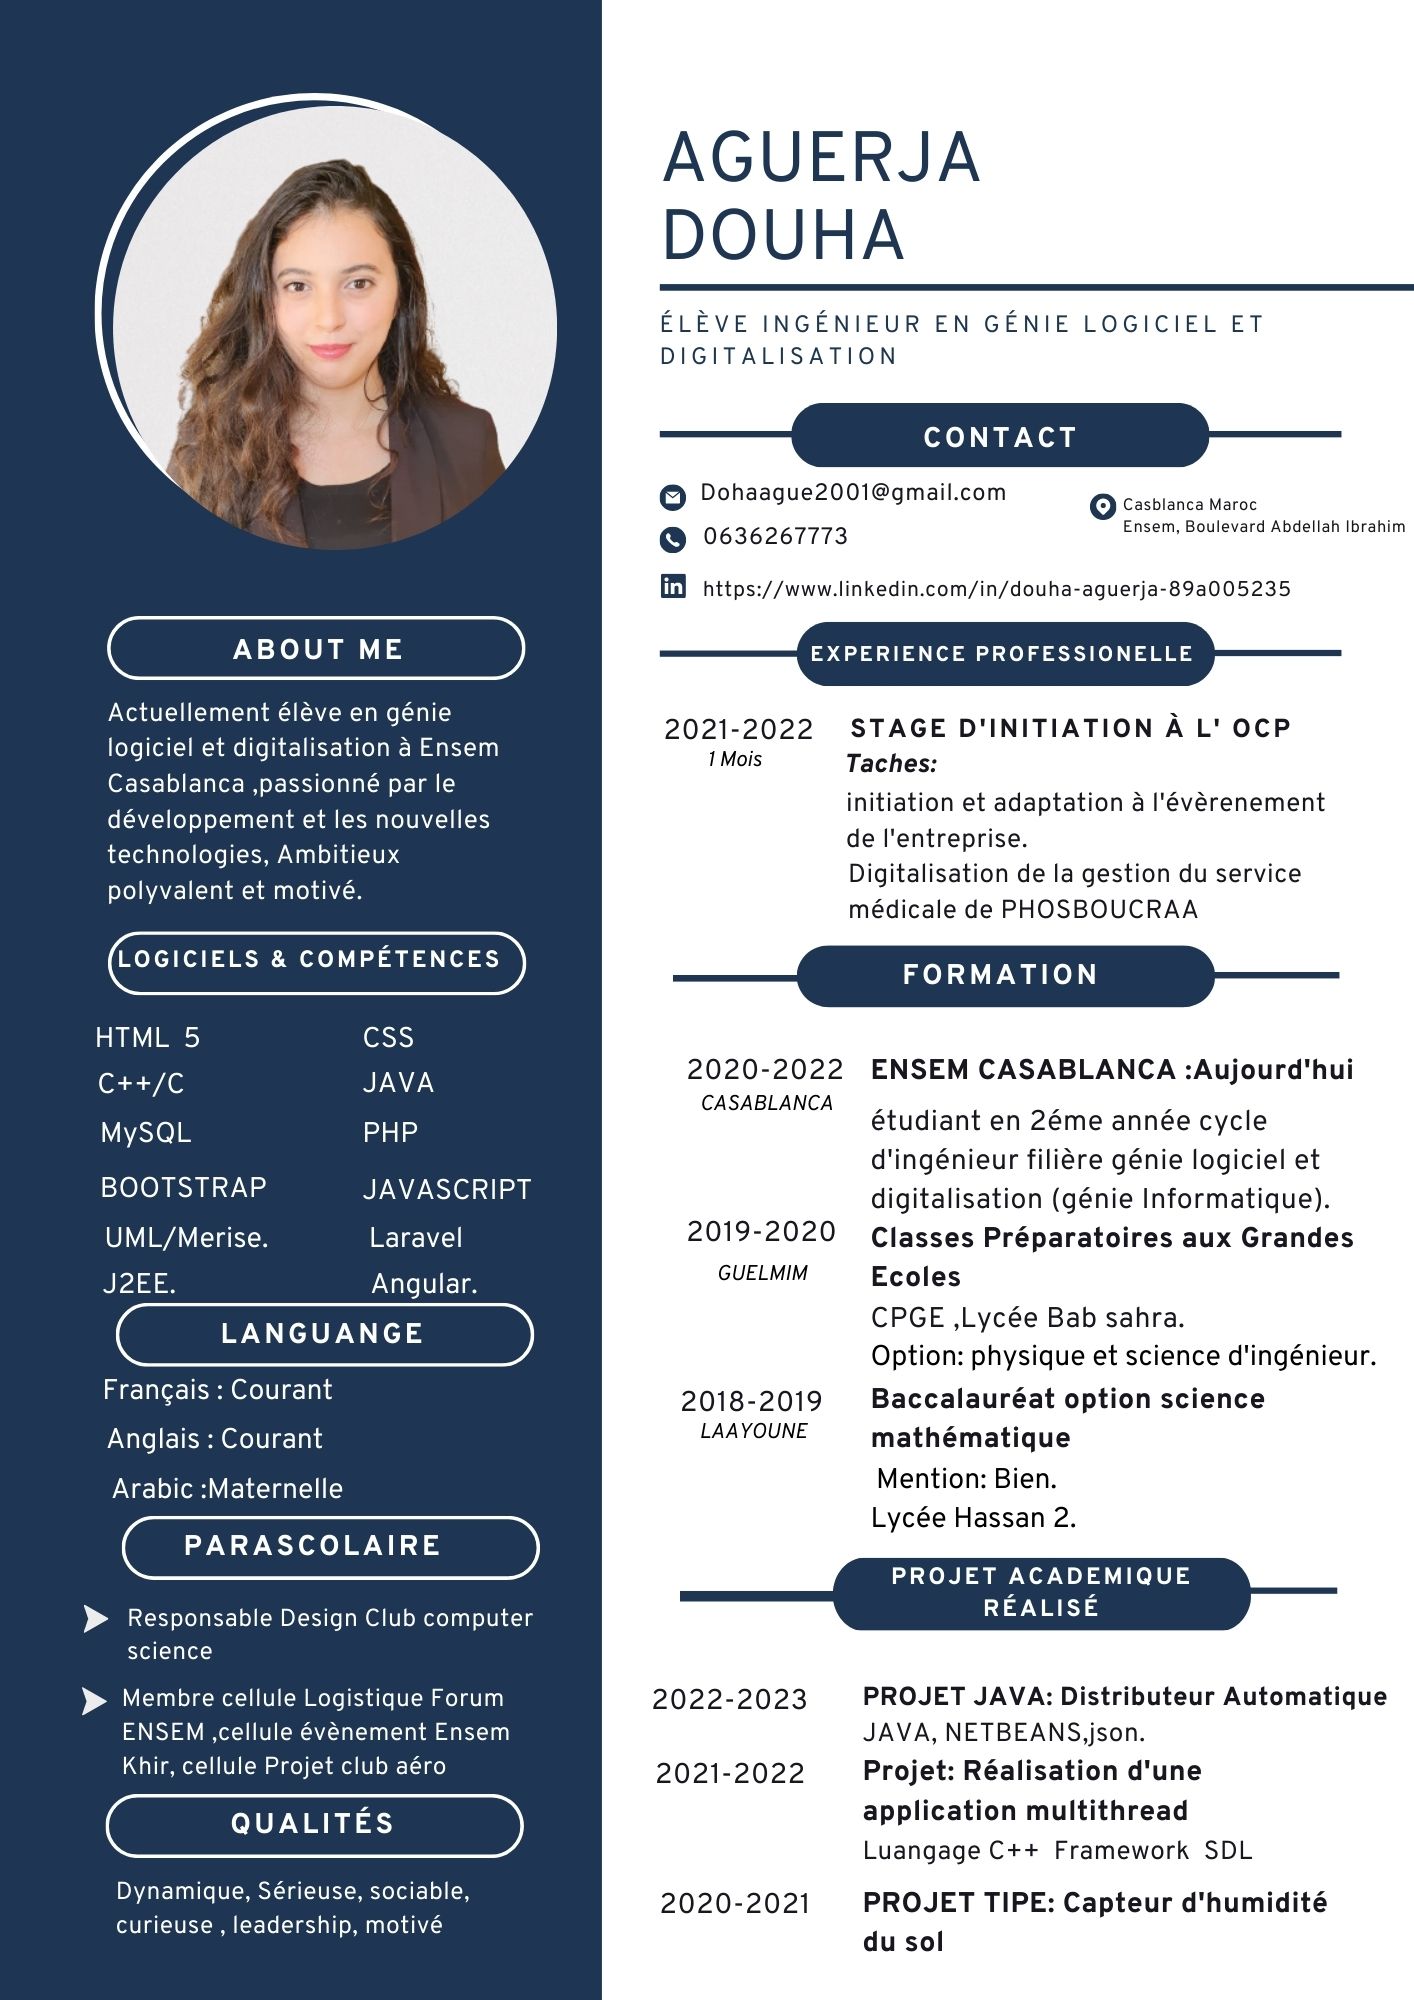 AGUERJA
DOUHA
ÉLÈVE INGÉNIEUR EN GÉNIE LOGICIEL ET
DIGITALISATION
CONTACT
Dohaague2001@gmail.com
0636267773
Casblanca Maroc
Ensem, Boulevard Abdellah Ibrahim
in
https://www.linkedin.com/in/douha-aguerja-89a005235
EXPERIENCE PROFESSIONELLE
2021-2022
1 Mois
STAGE D'INITIATION À L' OCP
Taches:
initiation et adaptation à l'évèrenement
de l'entreprise.
Digitalisation de la gestion du service
médicale de PHOSBOUCRAA
FORMATION
2020-2022
CASABLANCA
ENSEM CASABLANCA :Aujourd'hui
étudiant en 2éme année cycle
d'ingénieur filière génie logiciel et
digitalisation (génie Informatique).
2019-2020
GUELMIM
Classes Préparatoires aux Grandes
Ecoles
CPGE ,Lycée Bab sahra.
Option: physique et science d'ingénieur.
2018-2019
LAAYOUNE
Baccalauréat option science
mathématique
Mention: Bien.
Lycée Hassan 2.
PROJET ACADEMIQUE
RÉALISÉ
2022-2023
PROJET JAVA: Distributeur Automatique
JAVA, NETBEANS,json.
2021-2022
Projet: Réalisation d'une
application multithread
Luangage C++ Framework SDL
2020-2021
PROJET TIPE: Capteur d'humidité
du sol
ABOUT ME
Actuellement élève en génie
logiciel et digitalisation à Ensem
Casablanca ,passionné par le
développement et les nouvelles
technologies, Ambitieux
polyvalent et motivé.
LOGICIELS & COMPÉTENCES
HTML 5
CSS
C++/C
JAVA
MySQL
PHP
BOOTSTRAP
JAVASCRIPT
UML/Merise.
Laravel
J2EE.
Angular.
LANGUANGE
Français : Courant
Anglais : Courant
Arabic :Maternelle
PARASCOLAIRE
Responsable Design Club computer
science
Membre cellule Logistique Forum
ENSEM ,cellule évènement Ensem
Khir, cellule Projet club aéro
QUALITÉS
Dynamique, Sérieuse, sociable,
curieuse , leadership, motivé